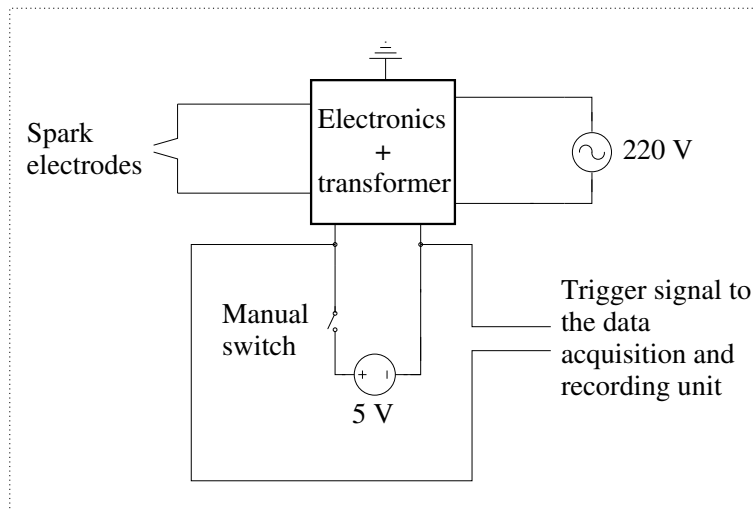 Electronics
+
transformer
Spark
electrodes
220 V
Manual
switch
+ −
5 V
Trigger signal to
the data
acquisition and
recording unit